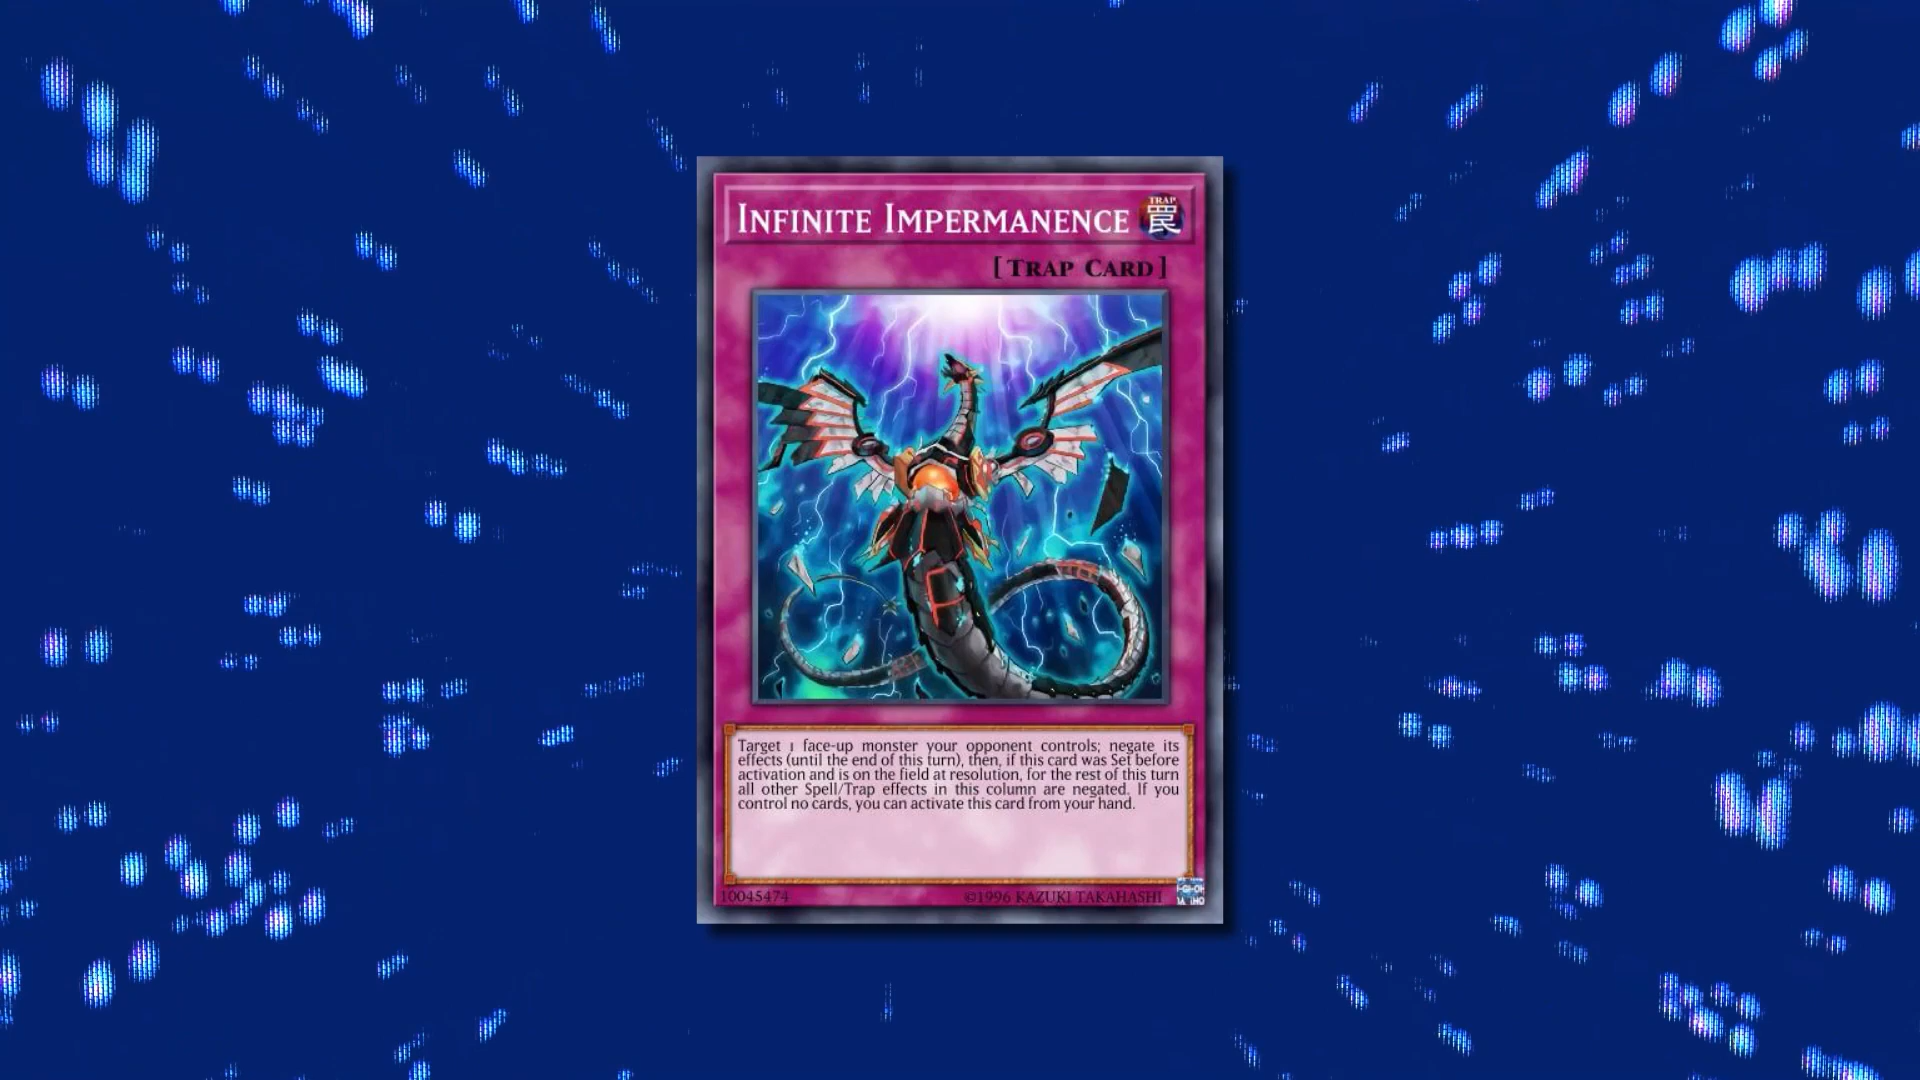 INFINITE IMPERMANENCE
TRAP
罠
[TRAP CARD]
Target 1 face-up monster your opponent controls; negate its
effects (until the end of this turn), then, if this card was Set before
activation and is on the field at resolution, for the rest of this turn
all other Spell/Trap effects in this column are negated. If you
control no cards, you can activate this card from your hand.
10045474
©1996 KAZUKI TAKAHASHI